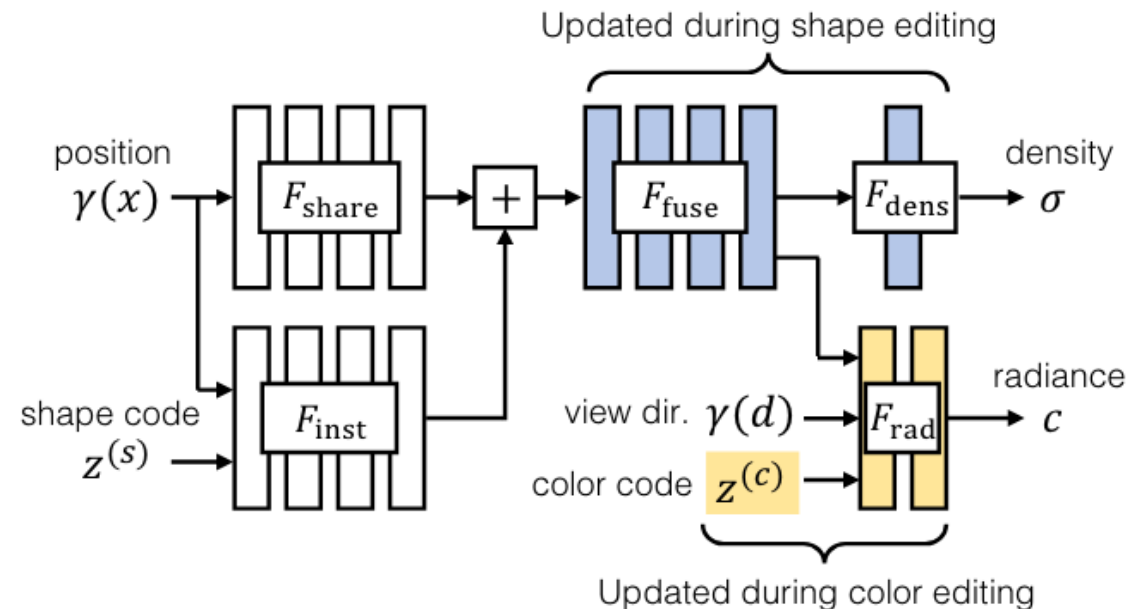 Updated during shape editing
position
γ(x)
F_share
+
F_fuse
F_dens
density
σ
shape code
z^(s)
F_inst
view dir. γ(d)
color code z^(c)
F_rad
radiance
c
Updated during color editing